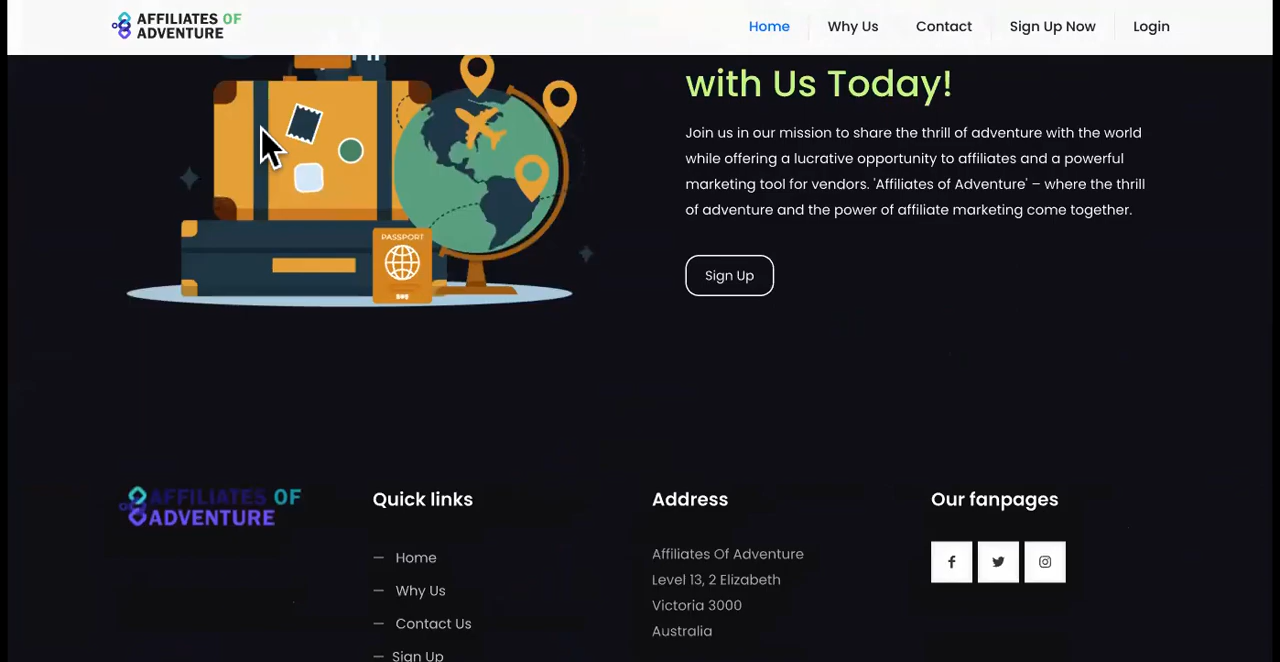 AFFILIATES OF
ADVENTURE
Home
Why Us
Contact
Sign Up Now
Login
with Us Today!
Join us in our mission to share the thrill of adventure with the world
while offering a lucrative opportunity to affiliates and a powerful
marketing tool for vendors. 'Affiliates of Adventure' – where the thrill
of adventure and the power of affiliate marketing come together.
Sign Up
PASSPORT
AFFILIATES OF
ADVENTURE
Quick links
— Home
— Why Us
— Contact Us
— Sign Up
Address
Affiliates Of Adventure
Level 13, 2 Elizabeth
Victoria 3000
Australia
Our fanpages